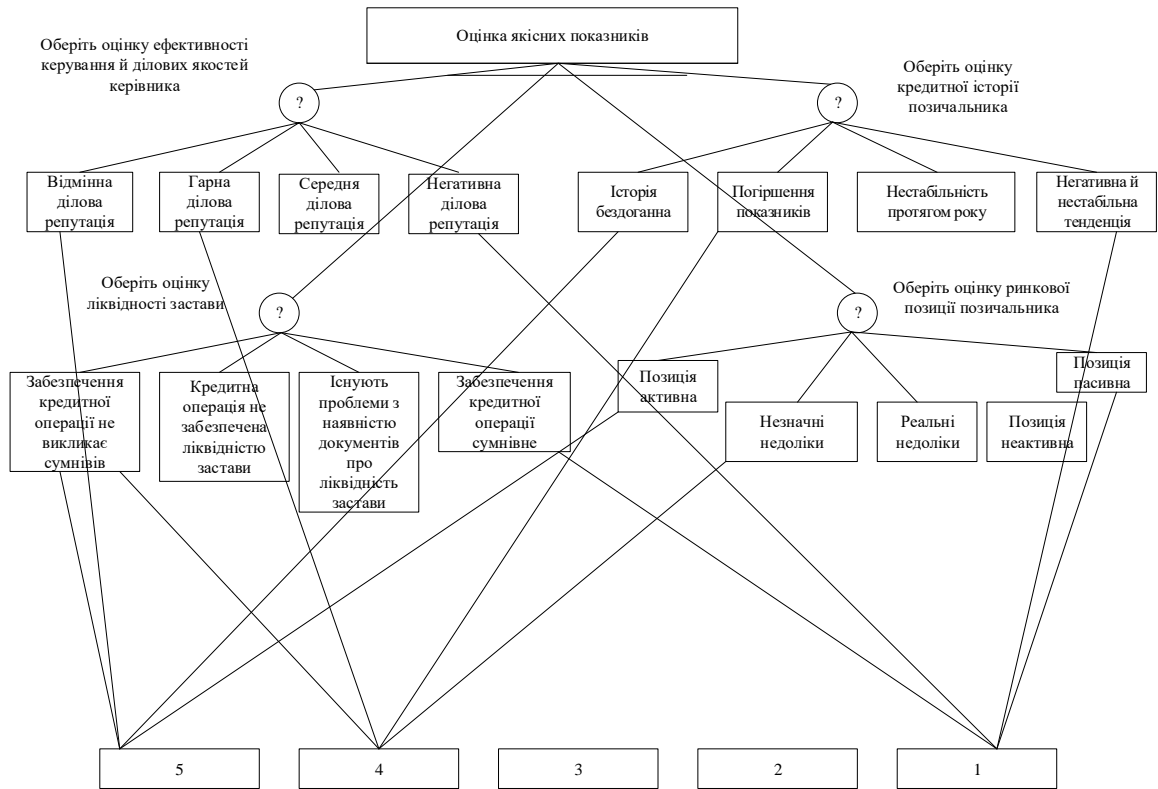 Оцінка якісних показників
Оберіть оцінку ефективності
керування й ділових якостей
керівника
Оберіть оцінку
кредитної історії
позичальника
?
?
Відмінна
ділова
репутація
Гарна
ділова
репутація
Середня
ділова
репутація
Негативна
ділова
репутація
Історія
бездоганна
Погіршення
показників
Нестабільність
протягом року
Негативна й
нестабільна
тенденція
Оберіть оцінку
ліквідності застави
Оберіть оцінку ринкової
позиції позичальника
?
?
Забезпечення
кредитної
операції не
викликає
сумнівів
Кредитна
операція не
забезпечена
ліквідністю
застави
Існують
проблеми з
наявністю
документів
про
ліквідність
застави
Забезпечення
кредитної
операції
сумнівне
Позиція
активна
Незначні
недоліки
Реальні
недоліки
Позиція
неактивна
Позиція
пасивна
5
4
3
2
1